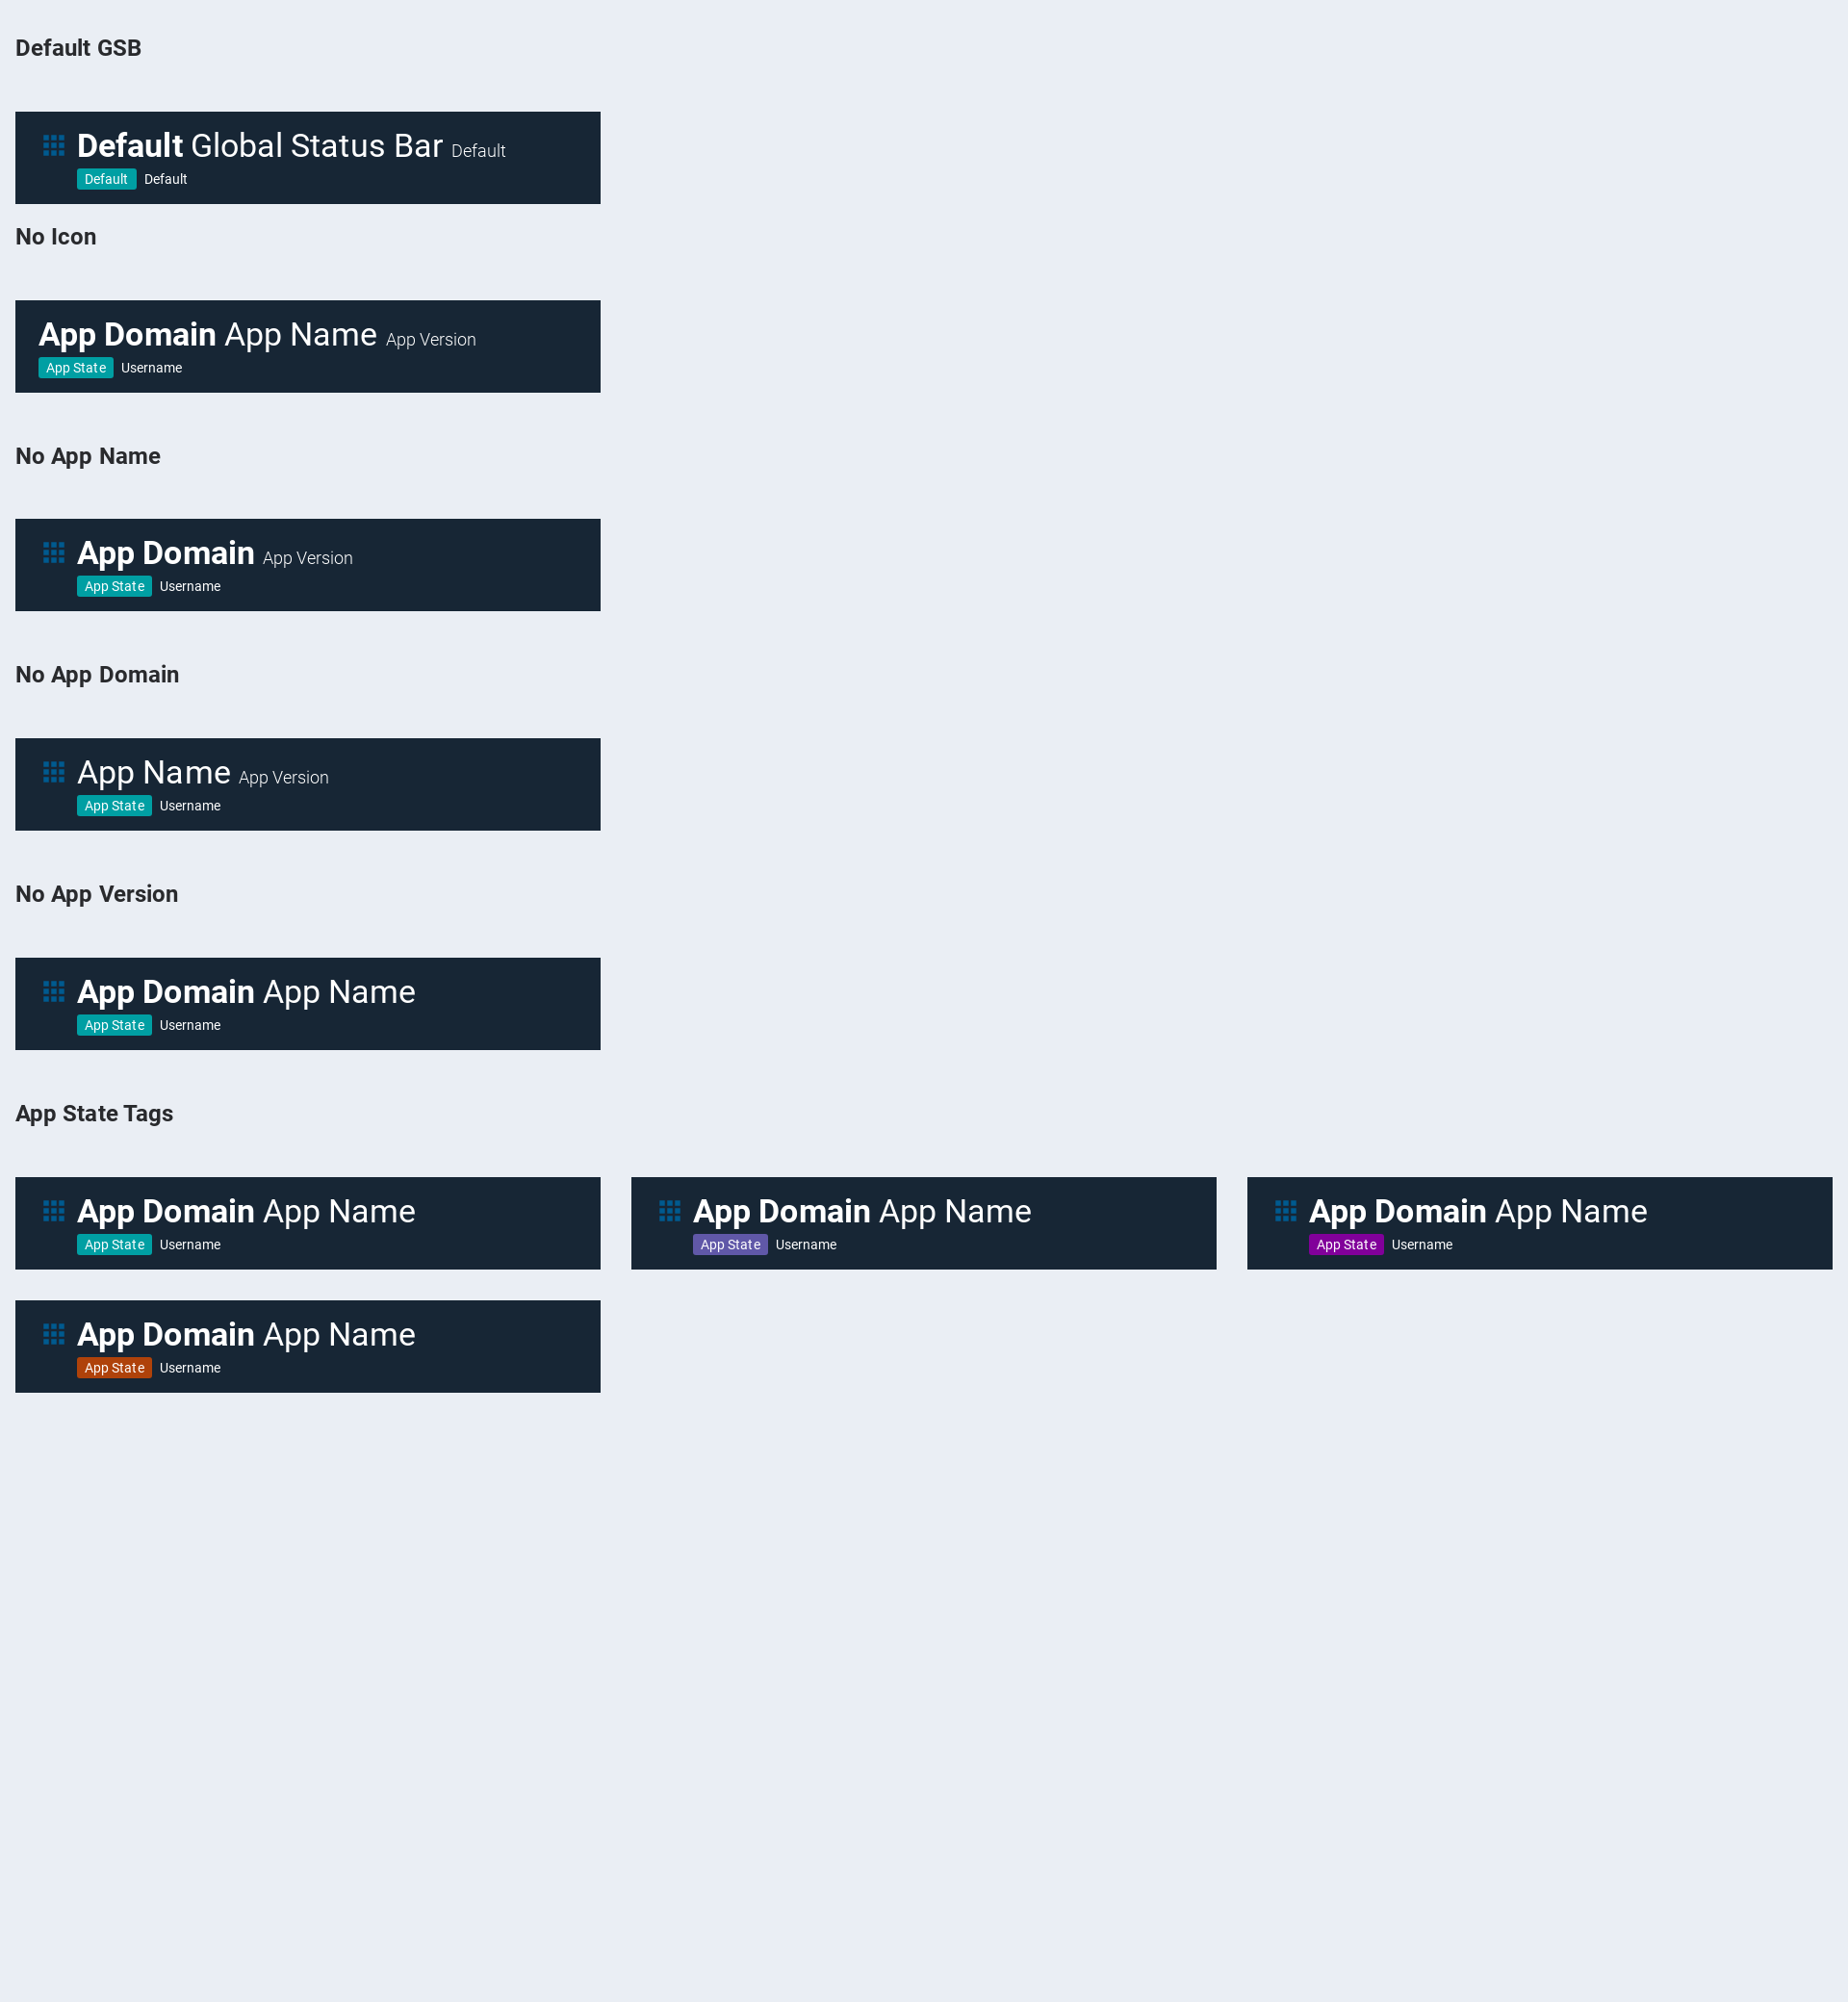 Default GSB
Default Global Status Bar Default
Default Default
No Icon
App Domain App Name App Version
App State Username
No App Name
App Domain App Version
App State Username
No App Domain
App Name App Version
App State Username
No App Version
App Domain App Name
App State Username
App State Tags
App Domain App Name
App State Username
App Domain App Name
App State Username
App Domain App Name
App State Username
App Domain App Name
App State Username